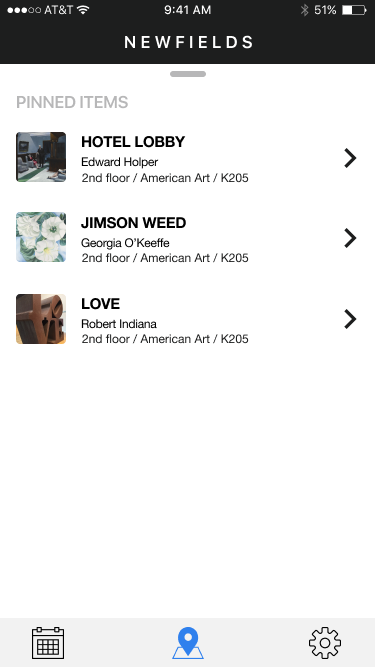 AT&T 9:41 AM 51%
NEWFIELDS
PINNED ITEMS
HOTEL LOBBY
Edward Holper
2nd floor / American Art / K205
JIMSON WEED
Georgia O'Keeffe
2nd floor / American Art / K205
LOVE
Robert Indiana
2nd floor / American Art / K205